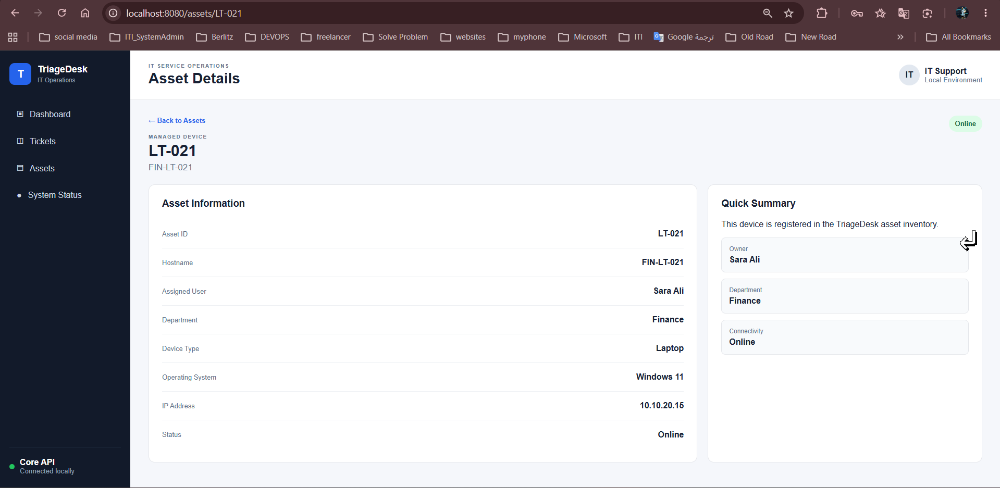 localhost:8080/assets/LT-021
social media
ITI_SystemAdmin
Berlitz
DEVOPS
freelancer
Solve Problem
websites
myphone
Microsoft
ITI
Google ترجمة
Old Road
New Road
All Bookmarks
T
TriageDesk
IT Operations
Dashboard
Tickets
Assets
System Status
Core API
Connected locally
IT SERVICE OPERATIONS
Asset Details
IT
IT Support
Local Environment
← Back to Assets
Online
MANAGED DEVICE
LT-021
FIN-LT-021
Asset Information
Asset ID LT-021
Hostname FIN-LT-021
Assigned User Sara Ali
Department Finance
Device Type Laptop
Operating System Windows 11
IP Address 10.10.20.15
Status Online
Quick Summary
This device is registered in the TriageDesk asset inventory.
Owner
Sara Ali
Department
Finance
Connectivity
Online